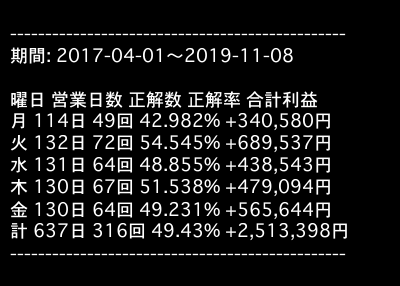 ------------------------------------------------
期間: 2017-04-01〜2019-11-08
曜日 営業日数 正解数 正解率 合計利益
月 114日 49回 42.982% +340,580円
火 132日 72回 54.545% +689,537円
水 131日 64回 48.855% +438,543円
木 130日 67回 51.538% +479,094円
金 130日 64回 49.231% +565,644円
計 637日 316回 49.43% +2,513,398円
------------------------------------------------